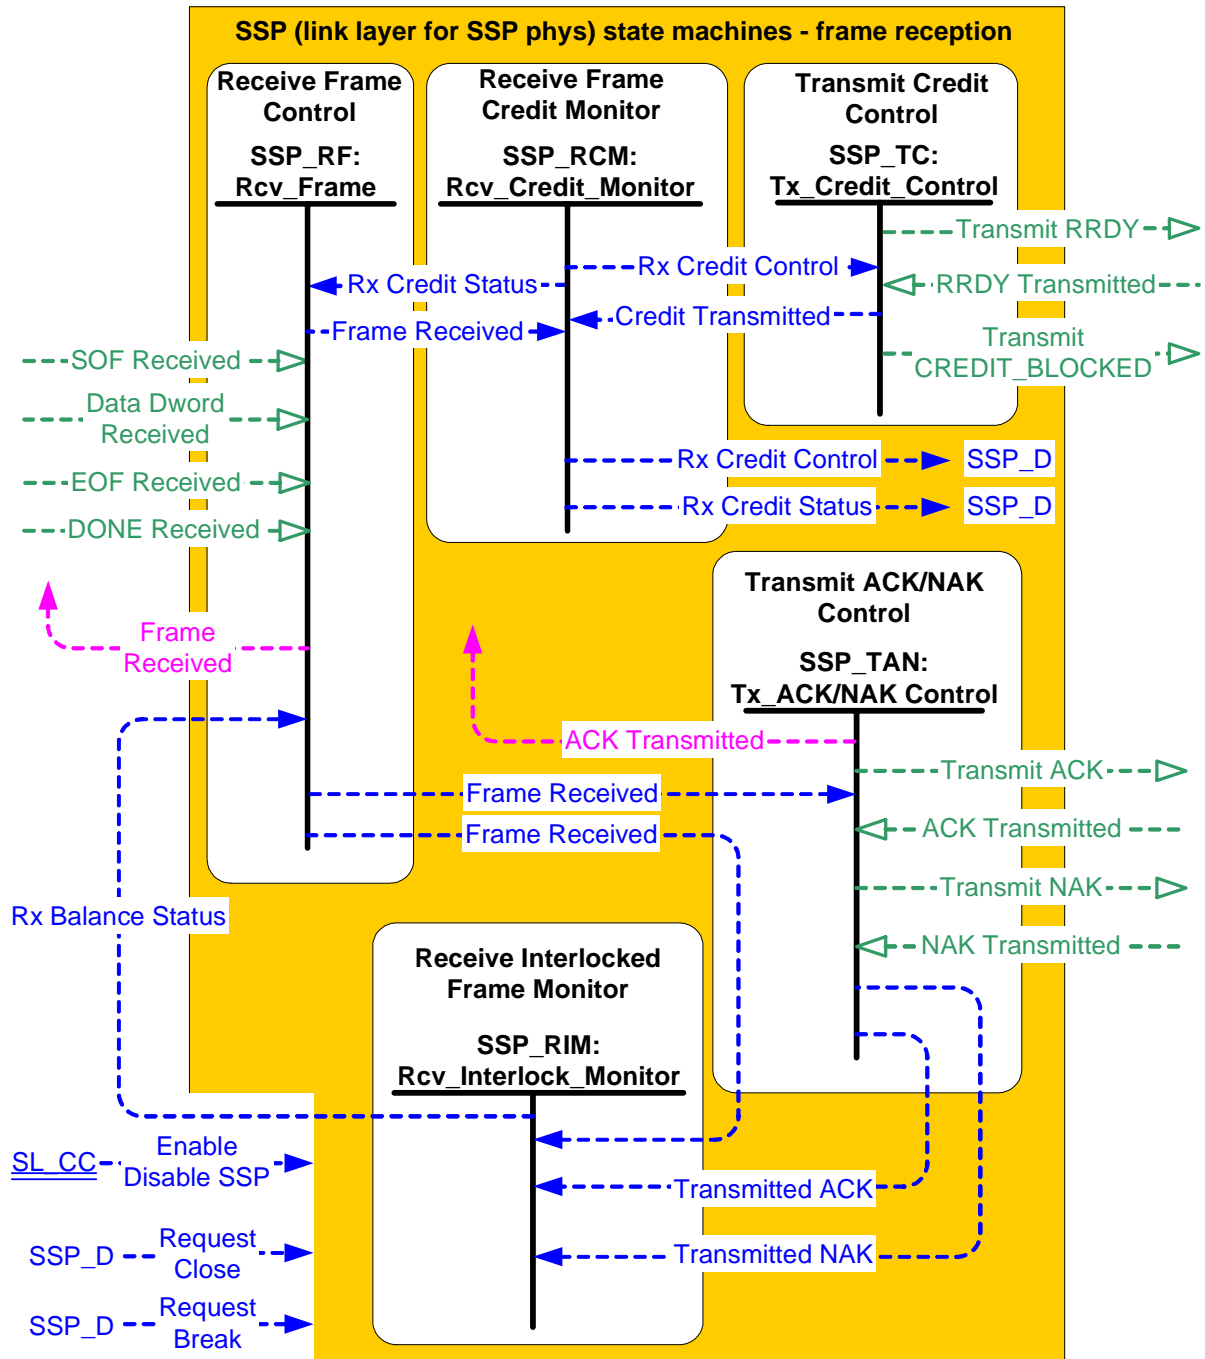 SSP (link layer for SSP phys) state machines - frame reception
Receive Frame
Control
SSP_RF:
Rcv_Frame
Receive Frame
Credit Monitor
SSP_RCM:
Rcv_Credit_Monitor
Transmit Credit
Control
SSP_TC:
Tx_Credit_Control
Transmit RRDY
Rx Credit Control
Rx Credit Status
RRDY Transmitted
Credit Transmitted
Frame Received
Transmit
CREDIT_BLOCKED
SOF Received
Data Dword
Received
EOF Received
DONE Received
Rx Credit Control
SSP_D
Rx Credit Status
SSP_D
Frame
Received
Transmit ACK/NAK
Control
SSP_TAN:
Tx_ACK/NAK Control
ACK Transmitted
Transmit ACK
Frame Received
Frame Received
ACK Transmitted
Transmit NAK
NAK Transmitted
Rx Balance Status
Receive Interlocked
Frame Monitor
SSP_RIM:
Rcv_Interlock_Monitor
SL_CC
Enable
Disable SSP
Transmitted ACK
SSP_D
Request
Close
Transmitted NAK
SSP_D
Request
Break